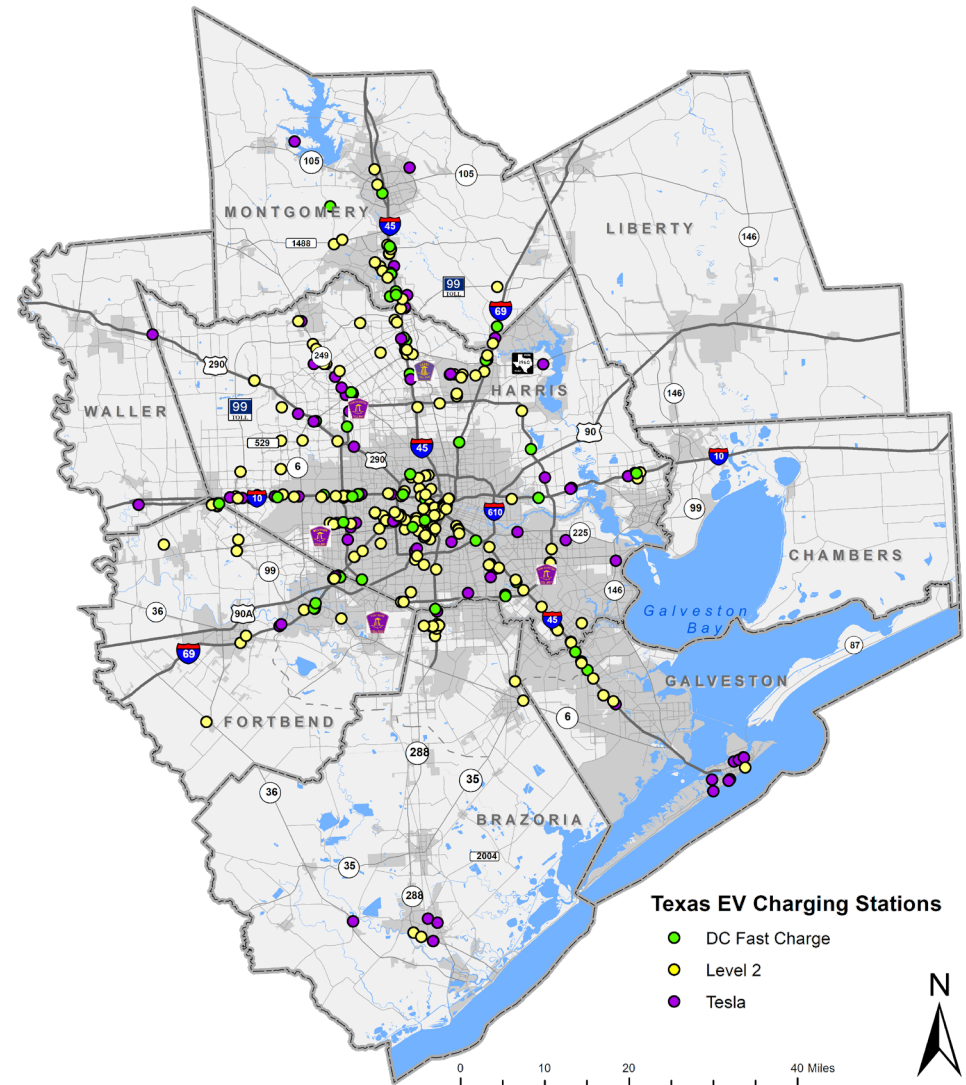 105
105
MONTGOMERY
45
LIBERTY
146
1488
99
TOLL
69
290
249
1960
HARRIS
146
WALLER
99
TOLL
529
290
45
90
6
10
10
610
99
225
CHAMBERS
99
36
90A
146
Galveston
Bay
45
69
87
GALVESTON
FORTBEND
6
288
36
35
BRAZORIA
2004
35
288
Texas EV Charging Stations
DC Fast Charge
Level 2
Tesla
N
0 10 20 40 Miles